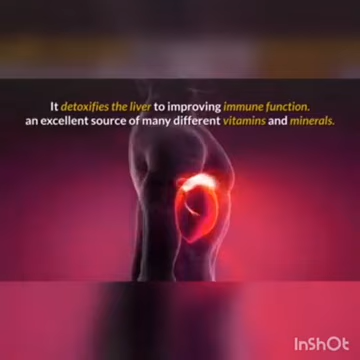 It detoxifies the liver to improving immune function.
an excellent source of many different vitamins and minerals.
InShOt